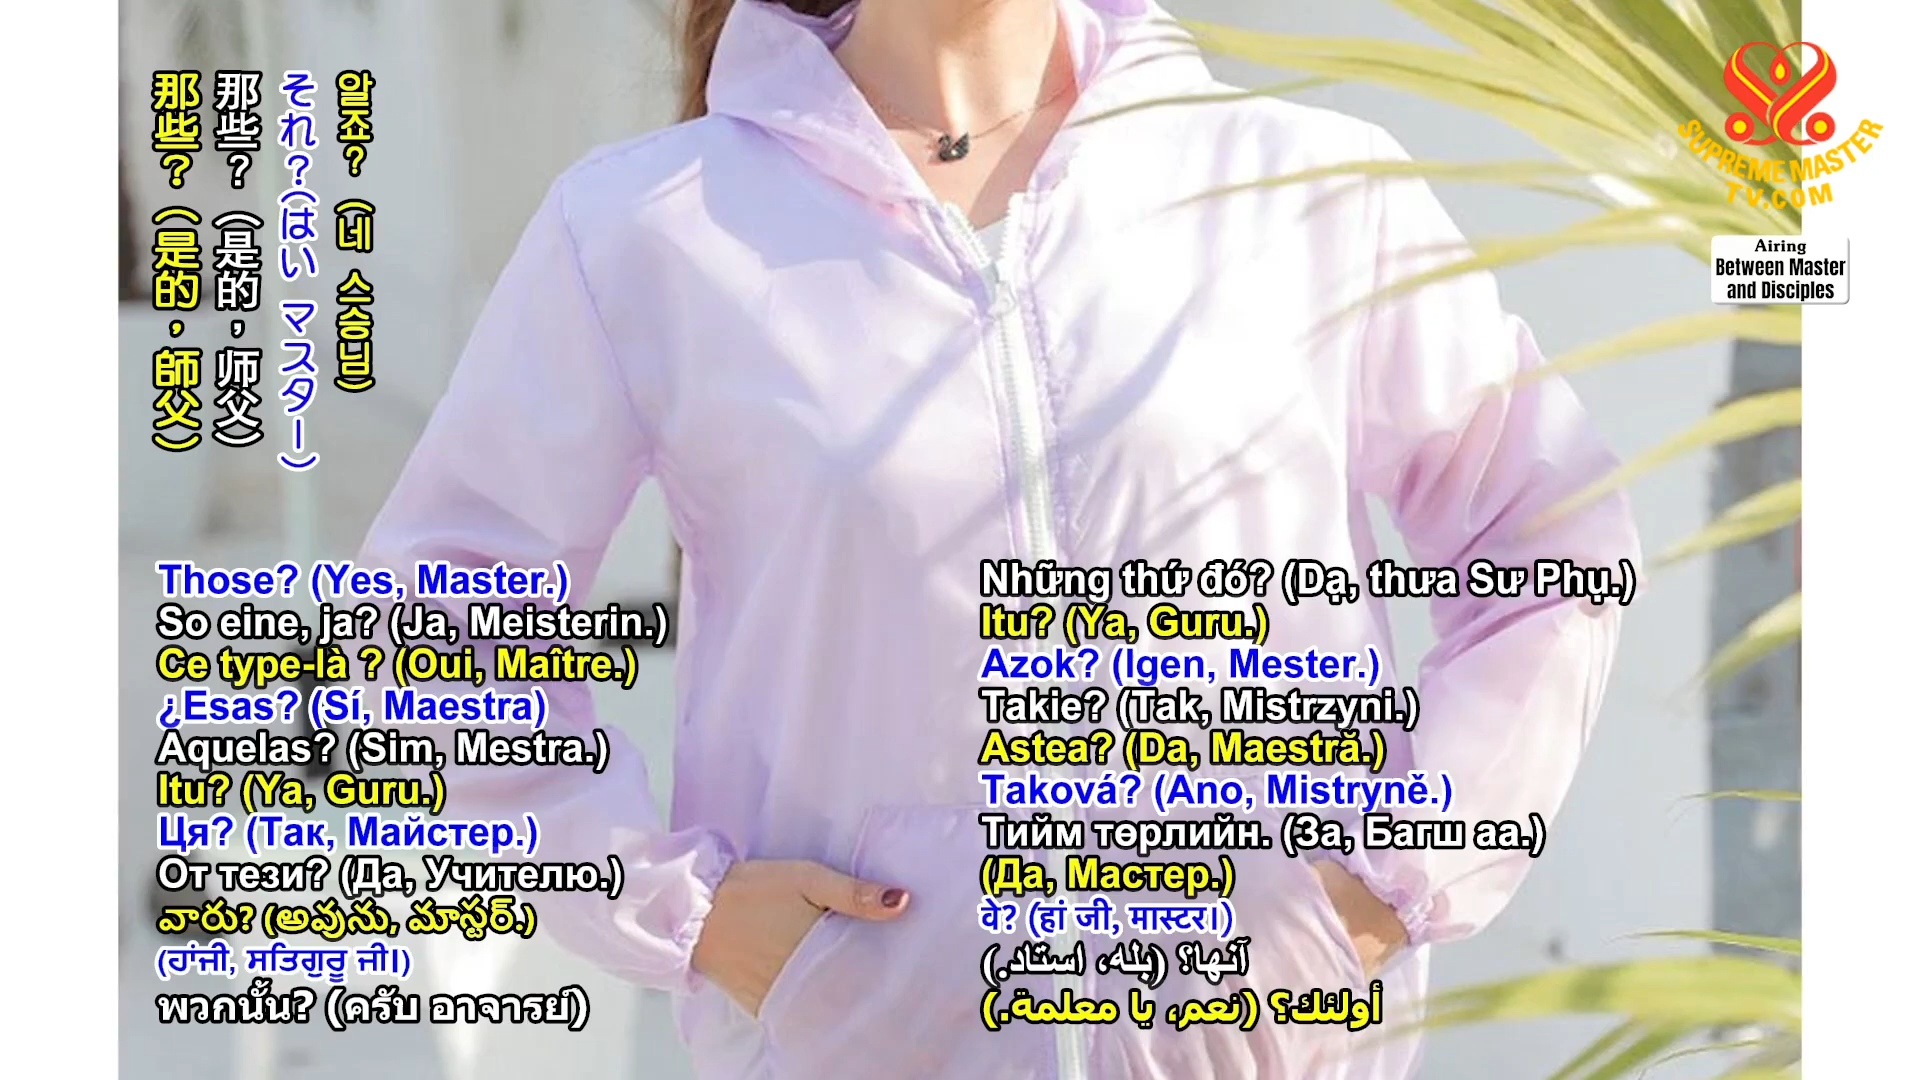 那些？（是的，師父）
那些？（是的，师父）
それ？（はい マスター）
알죠？（네 스승님）
SUPREME MASTER
TV.COM
Airing
Between Master
and Disciples
Those? (Yes, Master.)
So eine, ja? (Ja, Meisterin.)
Ce type-là ? (Oui, Maître.)
¿Esas? (Sí, Maestra)
Aquelas? (Sim, Mestra.)
Itu? (Ya, Guru.)
Ця? (Так, Майстер.)
От тези? (Да, Учителю.)
వారు? (అవును, మాస్టర్.)
(ਹਾਂਜੀ, ਸਤਿਗੁਰੂ ਜੀ।)
พวกนั้น? (ครับ อาจารย์)
Những thứ đó? (Dạ, thưa Sư Phụ.)
Itu? (Ya, Guru.)
Azok? (Igen, Mester.)
Takie? (Tak, Mistrzyni.)
Astea? (Da, Maestră.)
Taková? (Ano, Mistryně.)
Тийм төрлийн. (За, Багш аа.)
(Да, Мастер.)
वे? (हां जी, मास्टर।)
آنها؟ (بله، استاد.)
أولئك؟ (نعم، يا معلمة.)